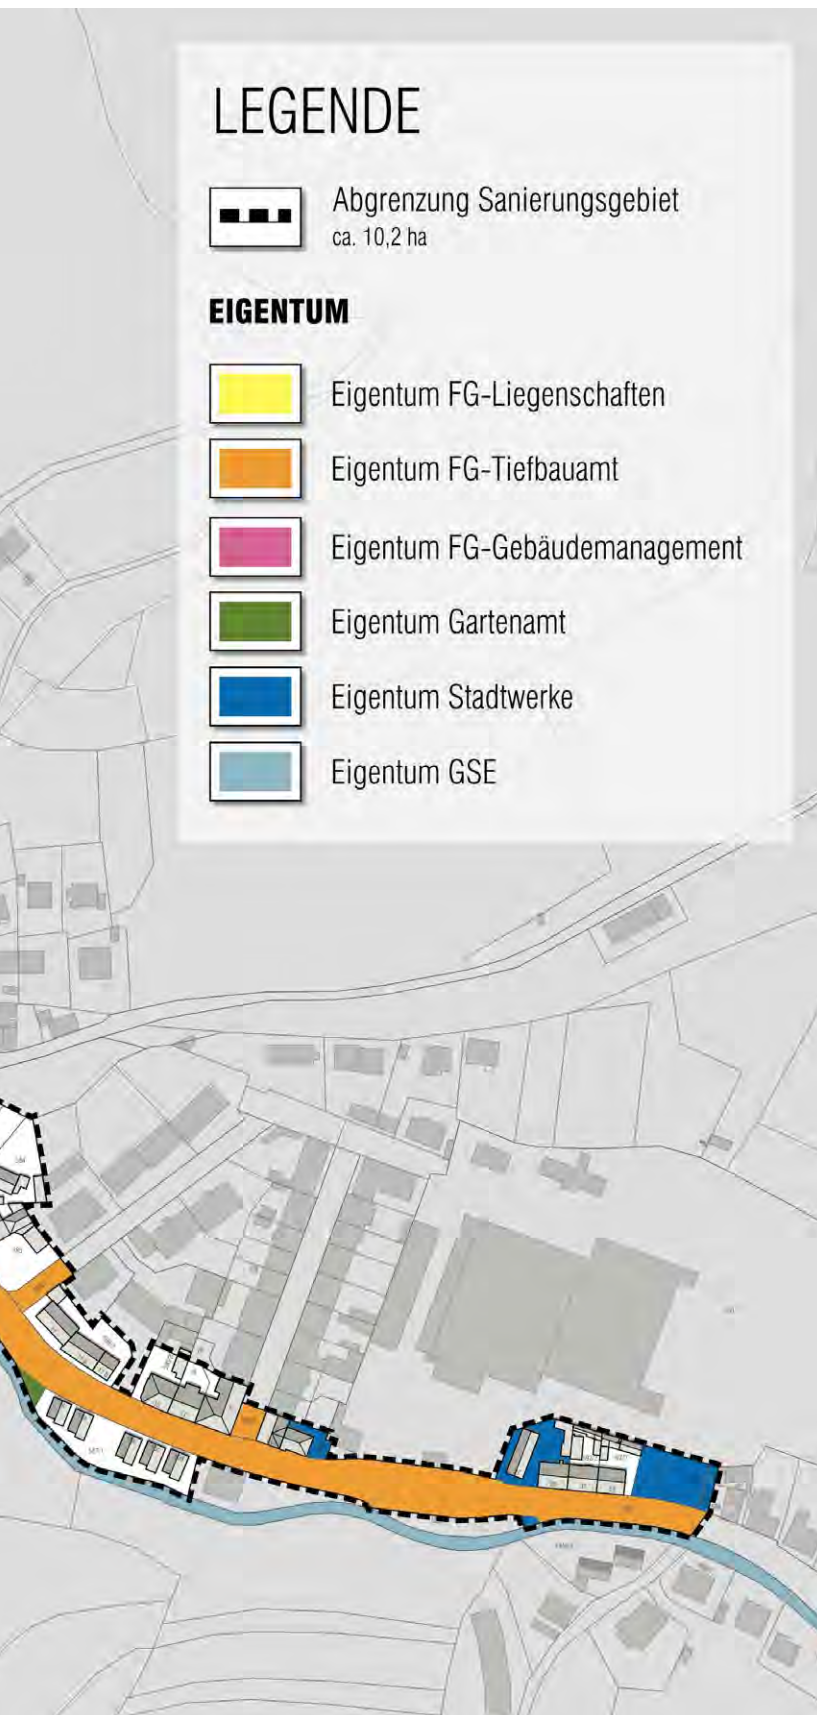 LEGENDE
Abgrenzung Sanierungsgebiet
ca. 10,2 ha
EIGENTUM
Eigentum FG-Liegenschaften
Eigentum FG-Tiefbauamt
Eigentum FG-Gebäudemanagement
Eigentum Gartenamt
Eigentum Stadtwerke
Eigentum GSE